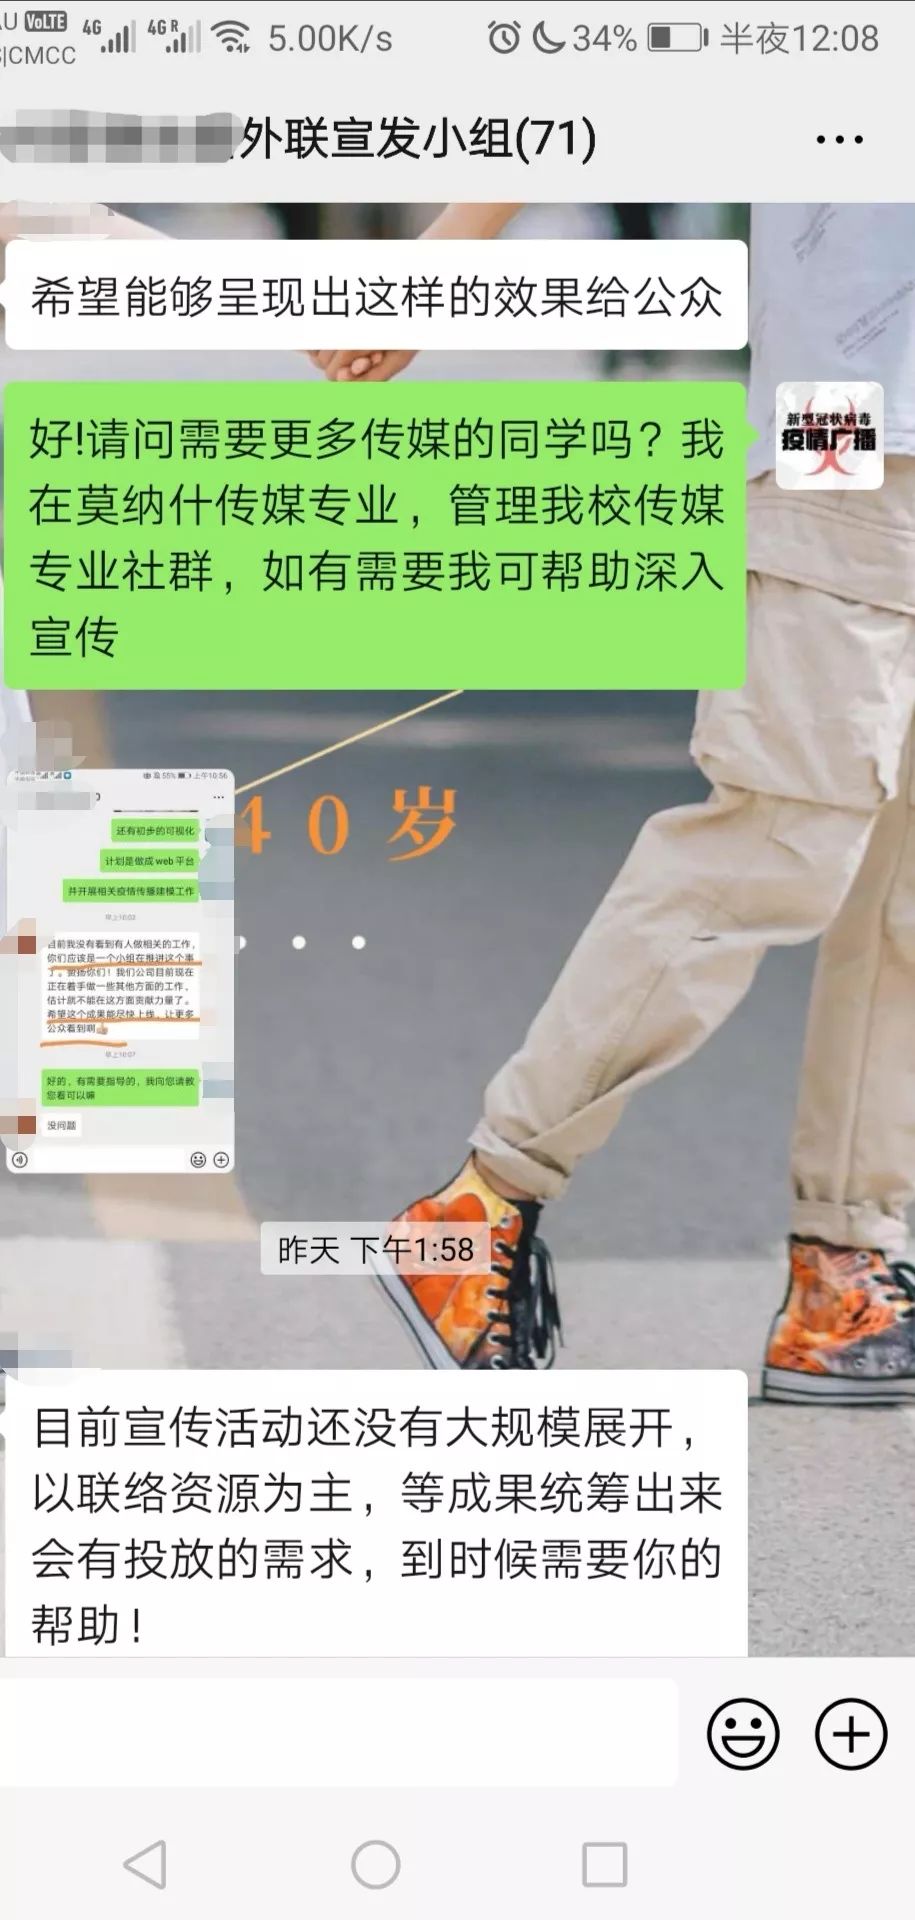 AU VoLTE 4G 4G R 5.00K/s 34% 半夜12:08
CMCC
外联宣发小组(71)
希望能够呈现出这样的效果给公众
好!请问需要更多传媒的同学吗？我
在莫纳什传媒专业，管理我校传媒
专业社群，如有需要我可帮助深入
宣传
新型冠状病毒
疫情广播
55% 上午10:56
还有初步的可视化
计划是做成web平台
并开展相关疫情传播建模工作
早上10:03
目前我没有看到有人做相关的工作，
你们应该是一个小组在推进这个事
了。赞扬你们！我们公司目前现在
正在着手做一些其他方面的工作，
估计就不能在这方面贡献力量了。
希望这个成果能尽快上线，让更多
公众看到啊
早上10:07
好的，有需要指导的，我向您请教
您看可以嘛
没问题
40岁
昨天 下午1:58
目前宣传活动还没有大规模展开，
以联络资源为主，等成果统筹出来
会有投放的需求，到时候需要你的
帮助！